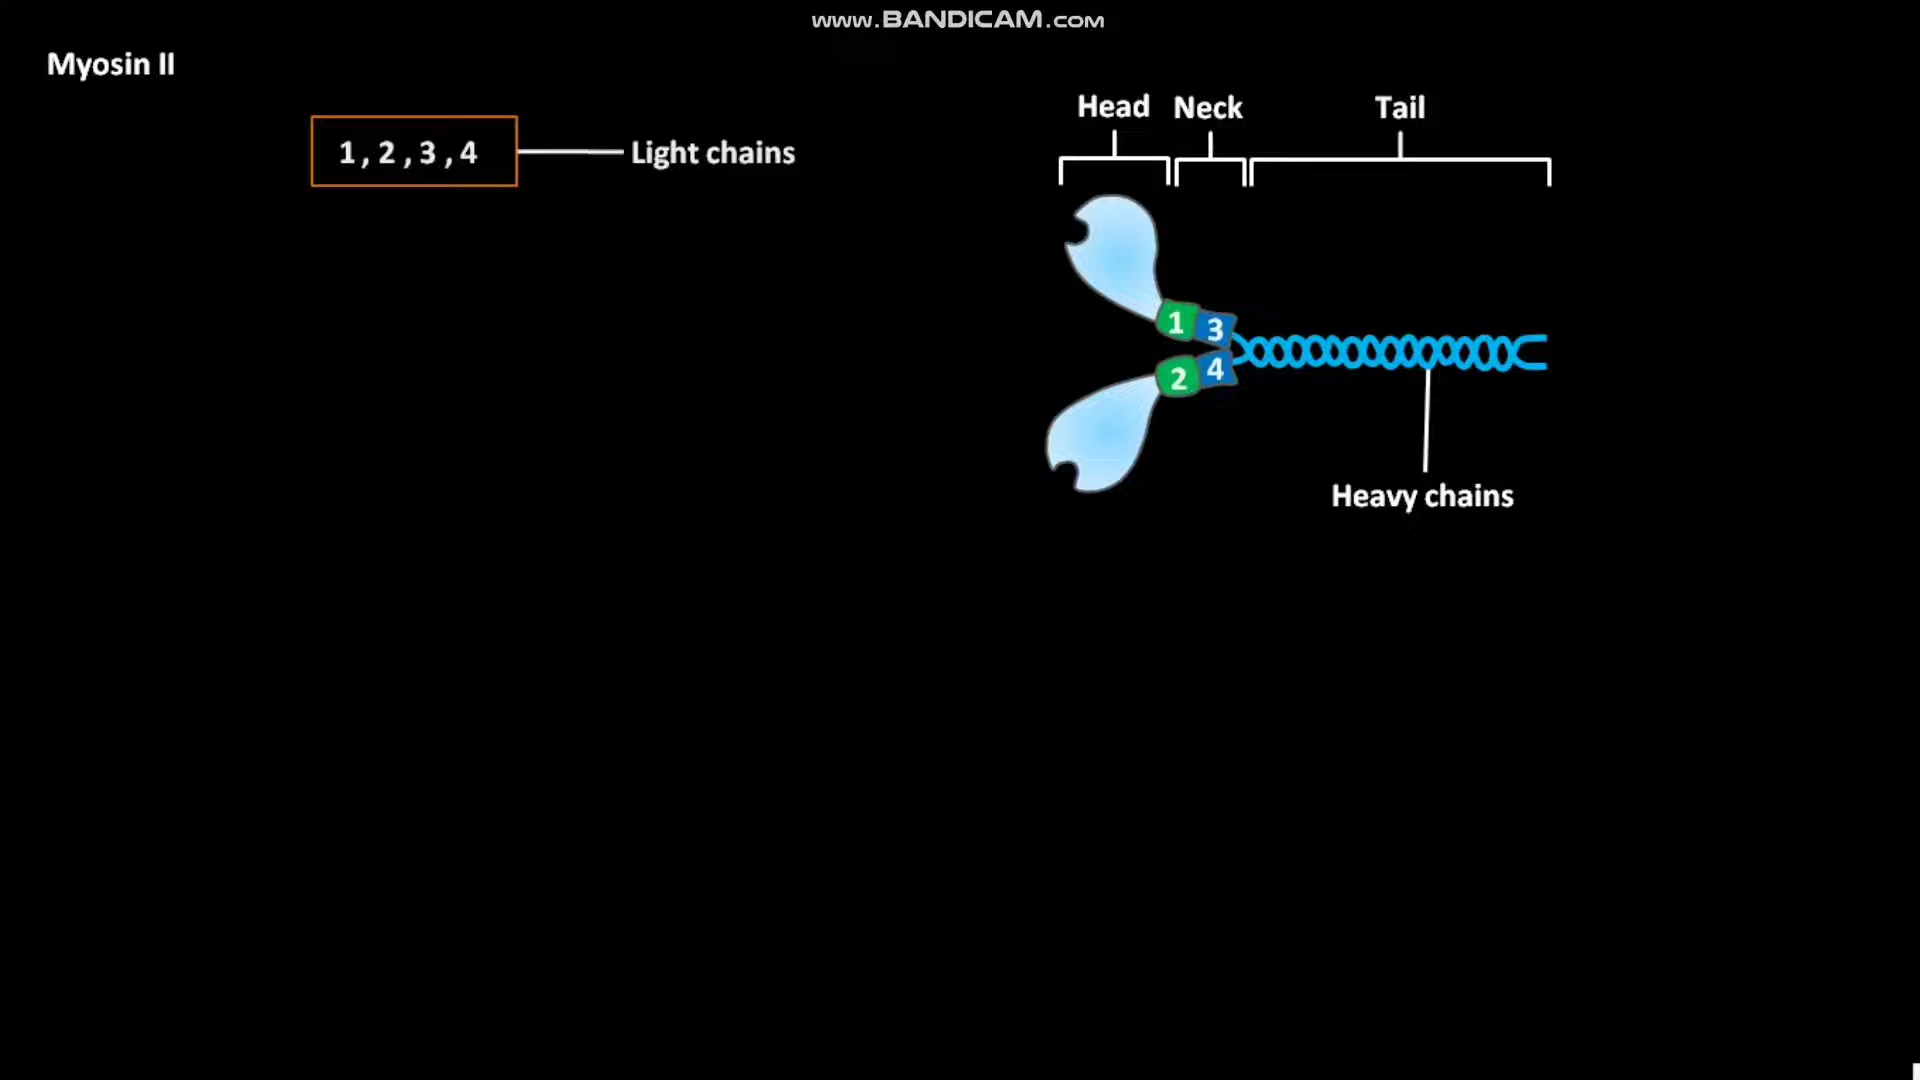 www.BANDICAM.com
Myosin II
Head Neck Tail
1 , 2 , 3 , 4 Light chains
1 3
2 4
Heavy chains